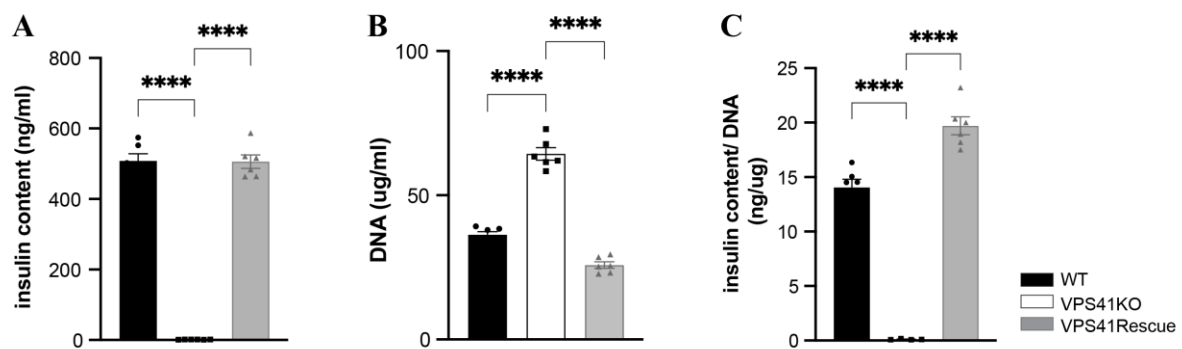 A
insulin content (ng/ml)
800
600
400
200
0
****
****
B
DNA (ug/ml)
100
50
0
****
****
C
insulin content/ DNA
(ng/ug)
25
20
15
10
5
0
****
****
WT
VPS41KO
VPS41Rescue